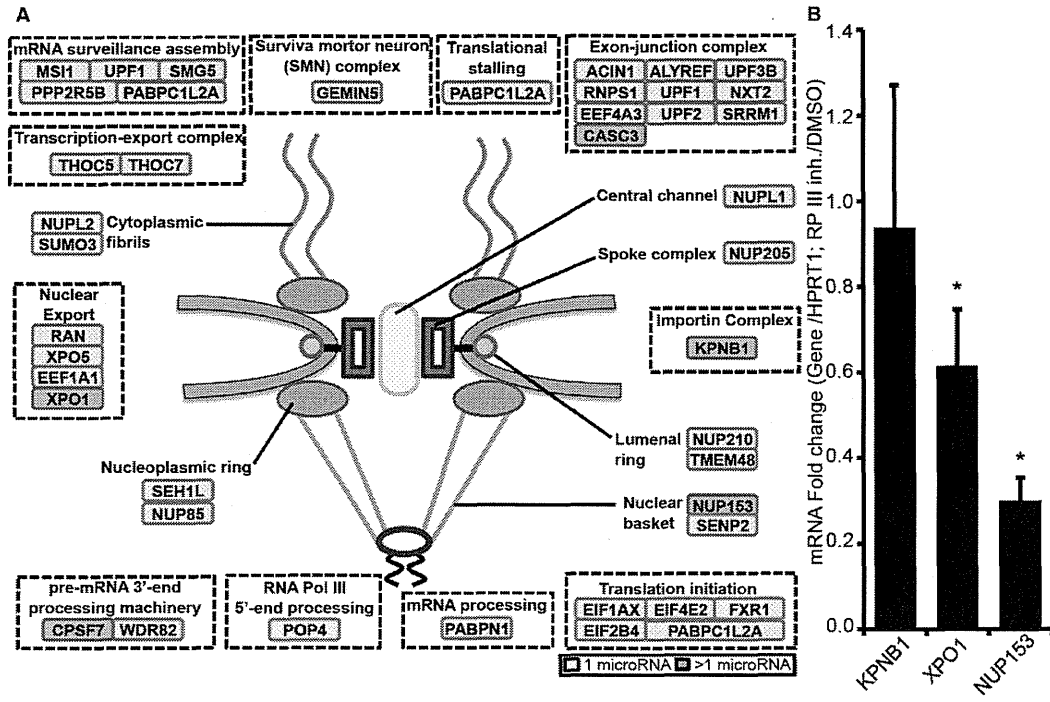 A
mRNA surveillance assembly
MSI1 UPF1 SMG5
PPP2R5B PABPC1L2A
Surviva mortor neuron
(SMN) complex
GEMIN5
Translational
stalling
PABPC1L2A
Exon-junction complex
ACIN1 ALYREF UPF3B
RNPS1 UPF1 NXT2
EEF4A3 UPF2 SRRM1
CASC3
Transcription-export complex
THOC5 THOC7
NUPL2
SUMO3
Cytoplasmic
fibrils
Central channel NUPL1
Spoke complex NUP205
Nuclear
Export
RAN
XPO5
EEF1A1
XPO1
Importin Complex
KPNB1
Lumenal
ring
NUP210
TMEM48
Nucleoplasmic ring
SEH1L
NUP85
Nuclear
basket
NUP153
SENP2
pre-mRNA 3'-end
processing machinery
CPSF7 WDR82
RNA Pol III
5'-end processing
POP4
mRNA processing
PABPN1
Translation initiation
EIF1AX EIF4E2 FXR1
EIF2B4 PABPC1L2A
1 microRNA >1 microRNA
B
mRNA Fold change (Gene /HPRT1; RP III inh./DMSO)
1.4
1.2
1.0
0.8
0.6
0.4
0.2
0.0
*
*
KPNB1
XPO1
NUP153